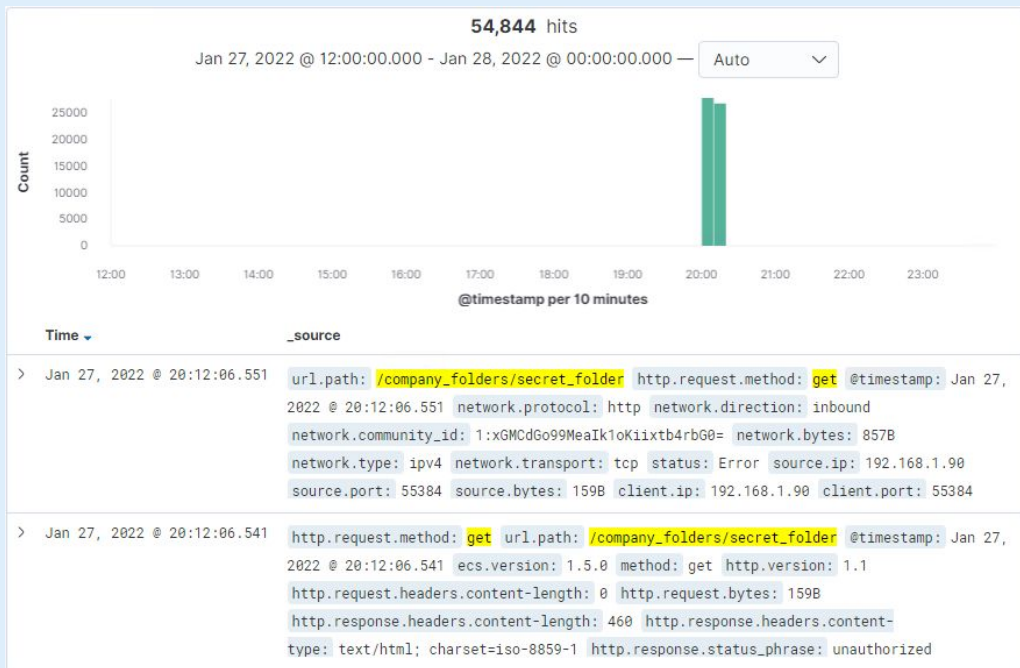 54,844 hits
Jan 27, 2022 @ 12:00:00.000 - Jan 28, 2022 @ 00:00:00.000 — Auto
25000
20000
15000
10000
5000
0
Count
12:00 13:00 14:00 15:00 16:00 17:00 18:00 19:00 20:00 21:00 22:00 23:00
@timestamp per 10 minutes
Time _source
Jan 27, 2022 @ 20:12:06.551 url.path: /company_folders/secret_folder http.request.method: get @timestamp: Jan 27,
2022 @ 20:12:06.551 network.protocol: http network.direction: inbound
network.community_id: 1:xGMCdGo99MeaIk1oKiixtb4rbG0= network.bytes: 857B
network.type: ipv4 network.transport: tcp status: Error source.ip: 192.168.1.90
source.port: 55384 source.bytes: 159B client.ip: 192.168.1.90 client.port: 55384
Jan 27, 2022 @ 20:12:06.541 http.request.method: get url.path: /company_folders/secret_folder @timestamp: Jan 27,
2022 @ 20:12:06.541 ecs.version: 1.5.0 method: get http.version: 1.1
http.request.headers.content-length: 0 http.request.bytes: 159B
http.response.headers.content-length: 460 http.response.headers.content-
type: text/html; charset=iso-8859-1 http.response.status_phrase: unauthorized